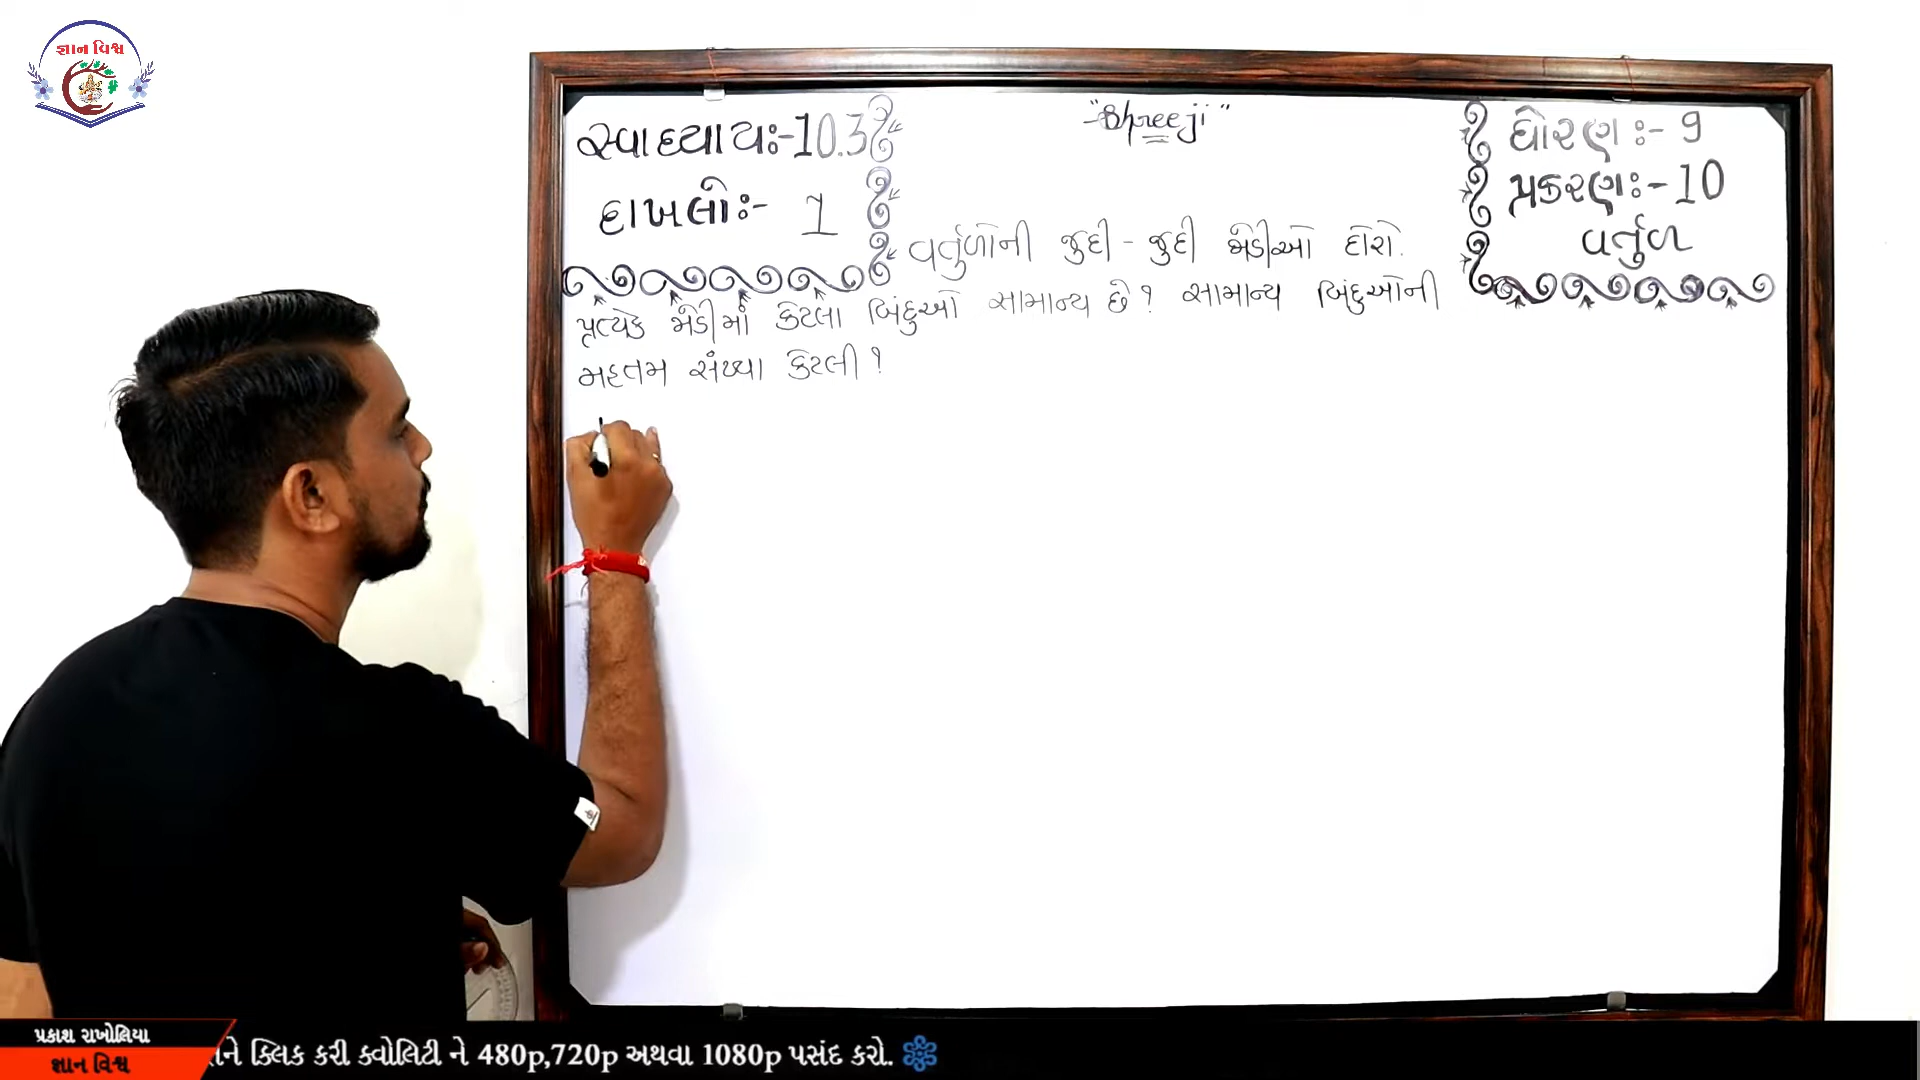 જ્ઞાન વિશ્વ
સ્વાધ્યાય:-10.3
દાખલો:- 1
"Shreeji"
ધોરણ:- 9
પ્રકરણ:- 10
વર્તુળ
વર્તુળોની જુદી - જુદી જોડીઓ દોરો.
પ્રત્યેક જોડીમાં કેટલા બિંદુઓ સામાન્ય છે? સામાન્ય બિંદુઓની
મહત્તમ સંખ્યા કેટલી?
પ્રકાશ રાખોલિયા
જ્ઞાન વિશ્વ
ને ક્લિક કરી ક્વોલિટી ને 480p,720p અથવા 1080p પસંદ કરો.